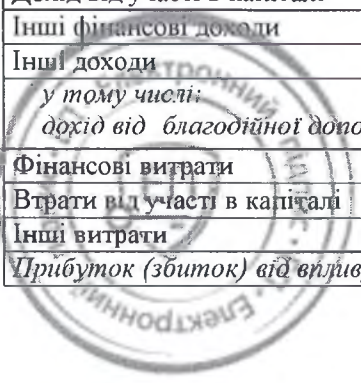 Інші фінансові доходи
Інші доходи
у тому числі:
дохід від благодійної допо
Фінансові витрати
Втрати від участі в капіталі
Інші витрати
Прибуток (збиток) від вплив
Електронний